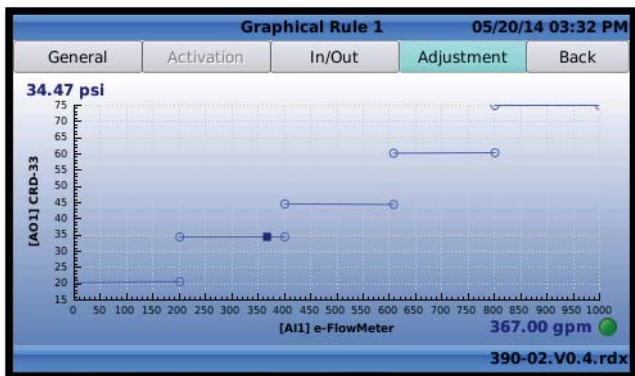 Graphical Rule 1 05/20/14 03:32 PM
General Activation In/Out Adjustment Back
34.47 psi
75
70
65
60
55
50
45
40
35
30
25
20
15
[AO1] CRD-33
0 50 100 150 200 250 300 350 400 450 500 550 600 650 700 750 800 850 900 950 1000
[AI1] e-FlowMeter
367.00 gpm
390-02.V0.4.rdx